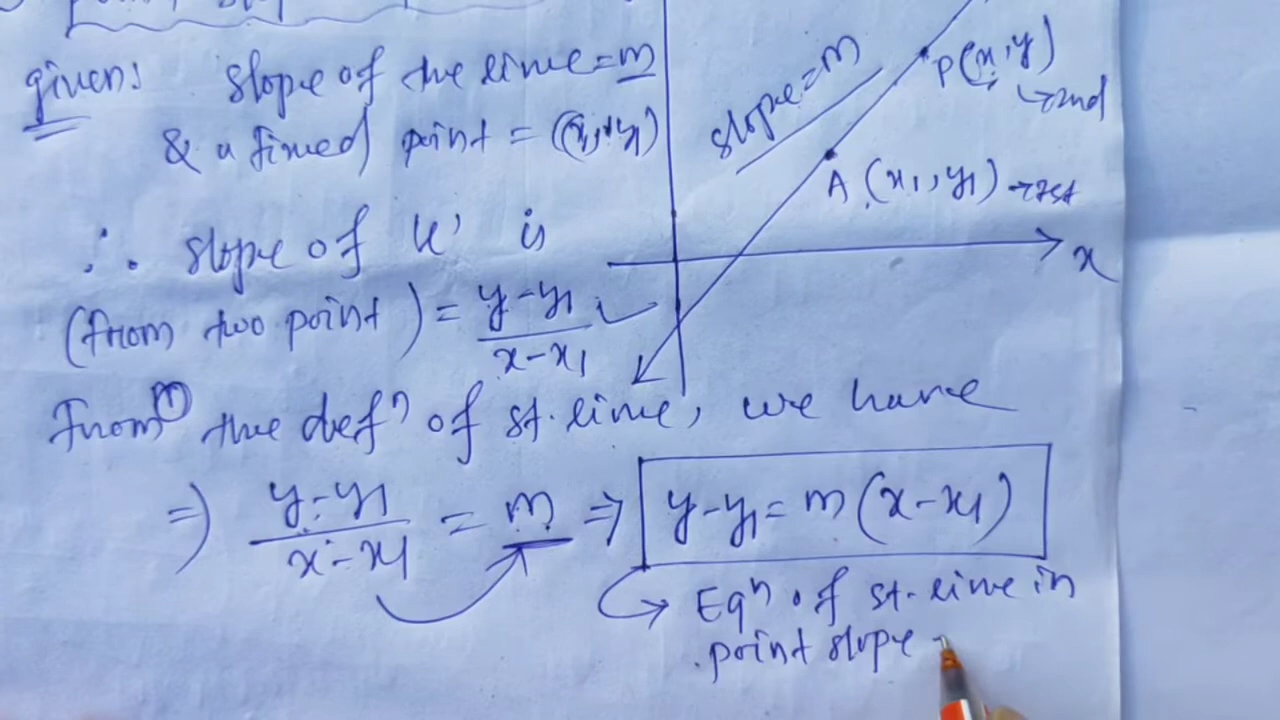 given: slope of the line = m
& a fixed point = (x₁, y₁)
∴ slope of 'l' is
(from two point) = y-y₁ / x-x₁
From the defⁿ of st. line, we have
⇒ y-y₁ / x-x₁ = m ⇒ y-y₁ = m(x-x₁)
Eqⁿ of st. line in
point slope
slope = m
P(x, y)
→ 2nd
A (x₁, y₁) → 1st
x